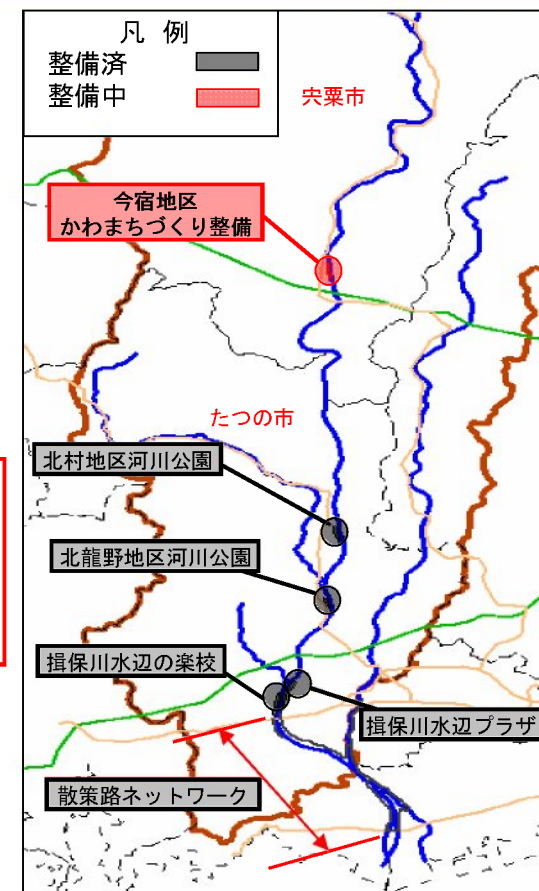 凡 例
整備済
整備中
宍粟市
今宿地区
かわまちづくり整備
たつの市
北村地区河川公園
北龍野地区河川公園
揖保川水辺の楽校
揖保川水辺プラザ
散策路ネットワーク